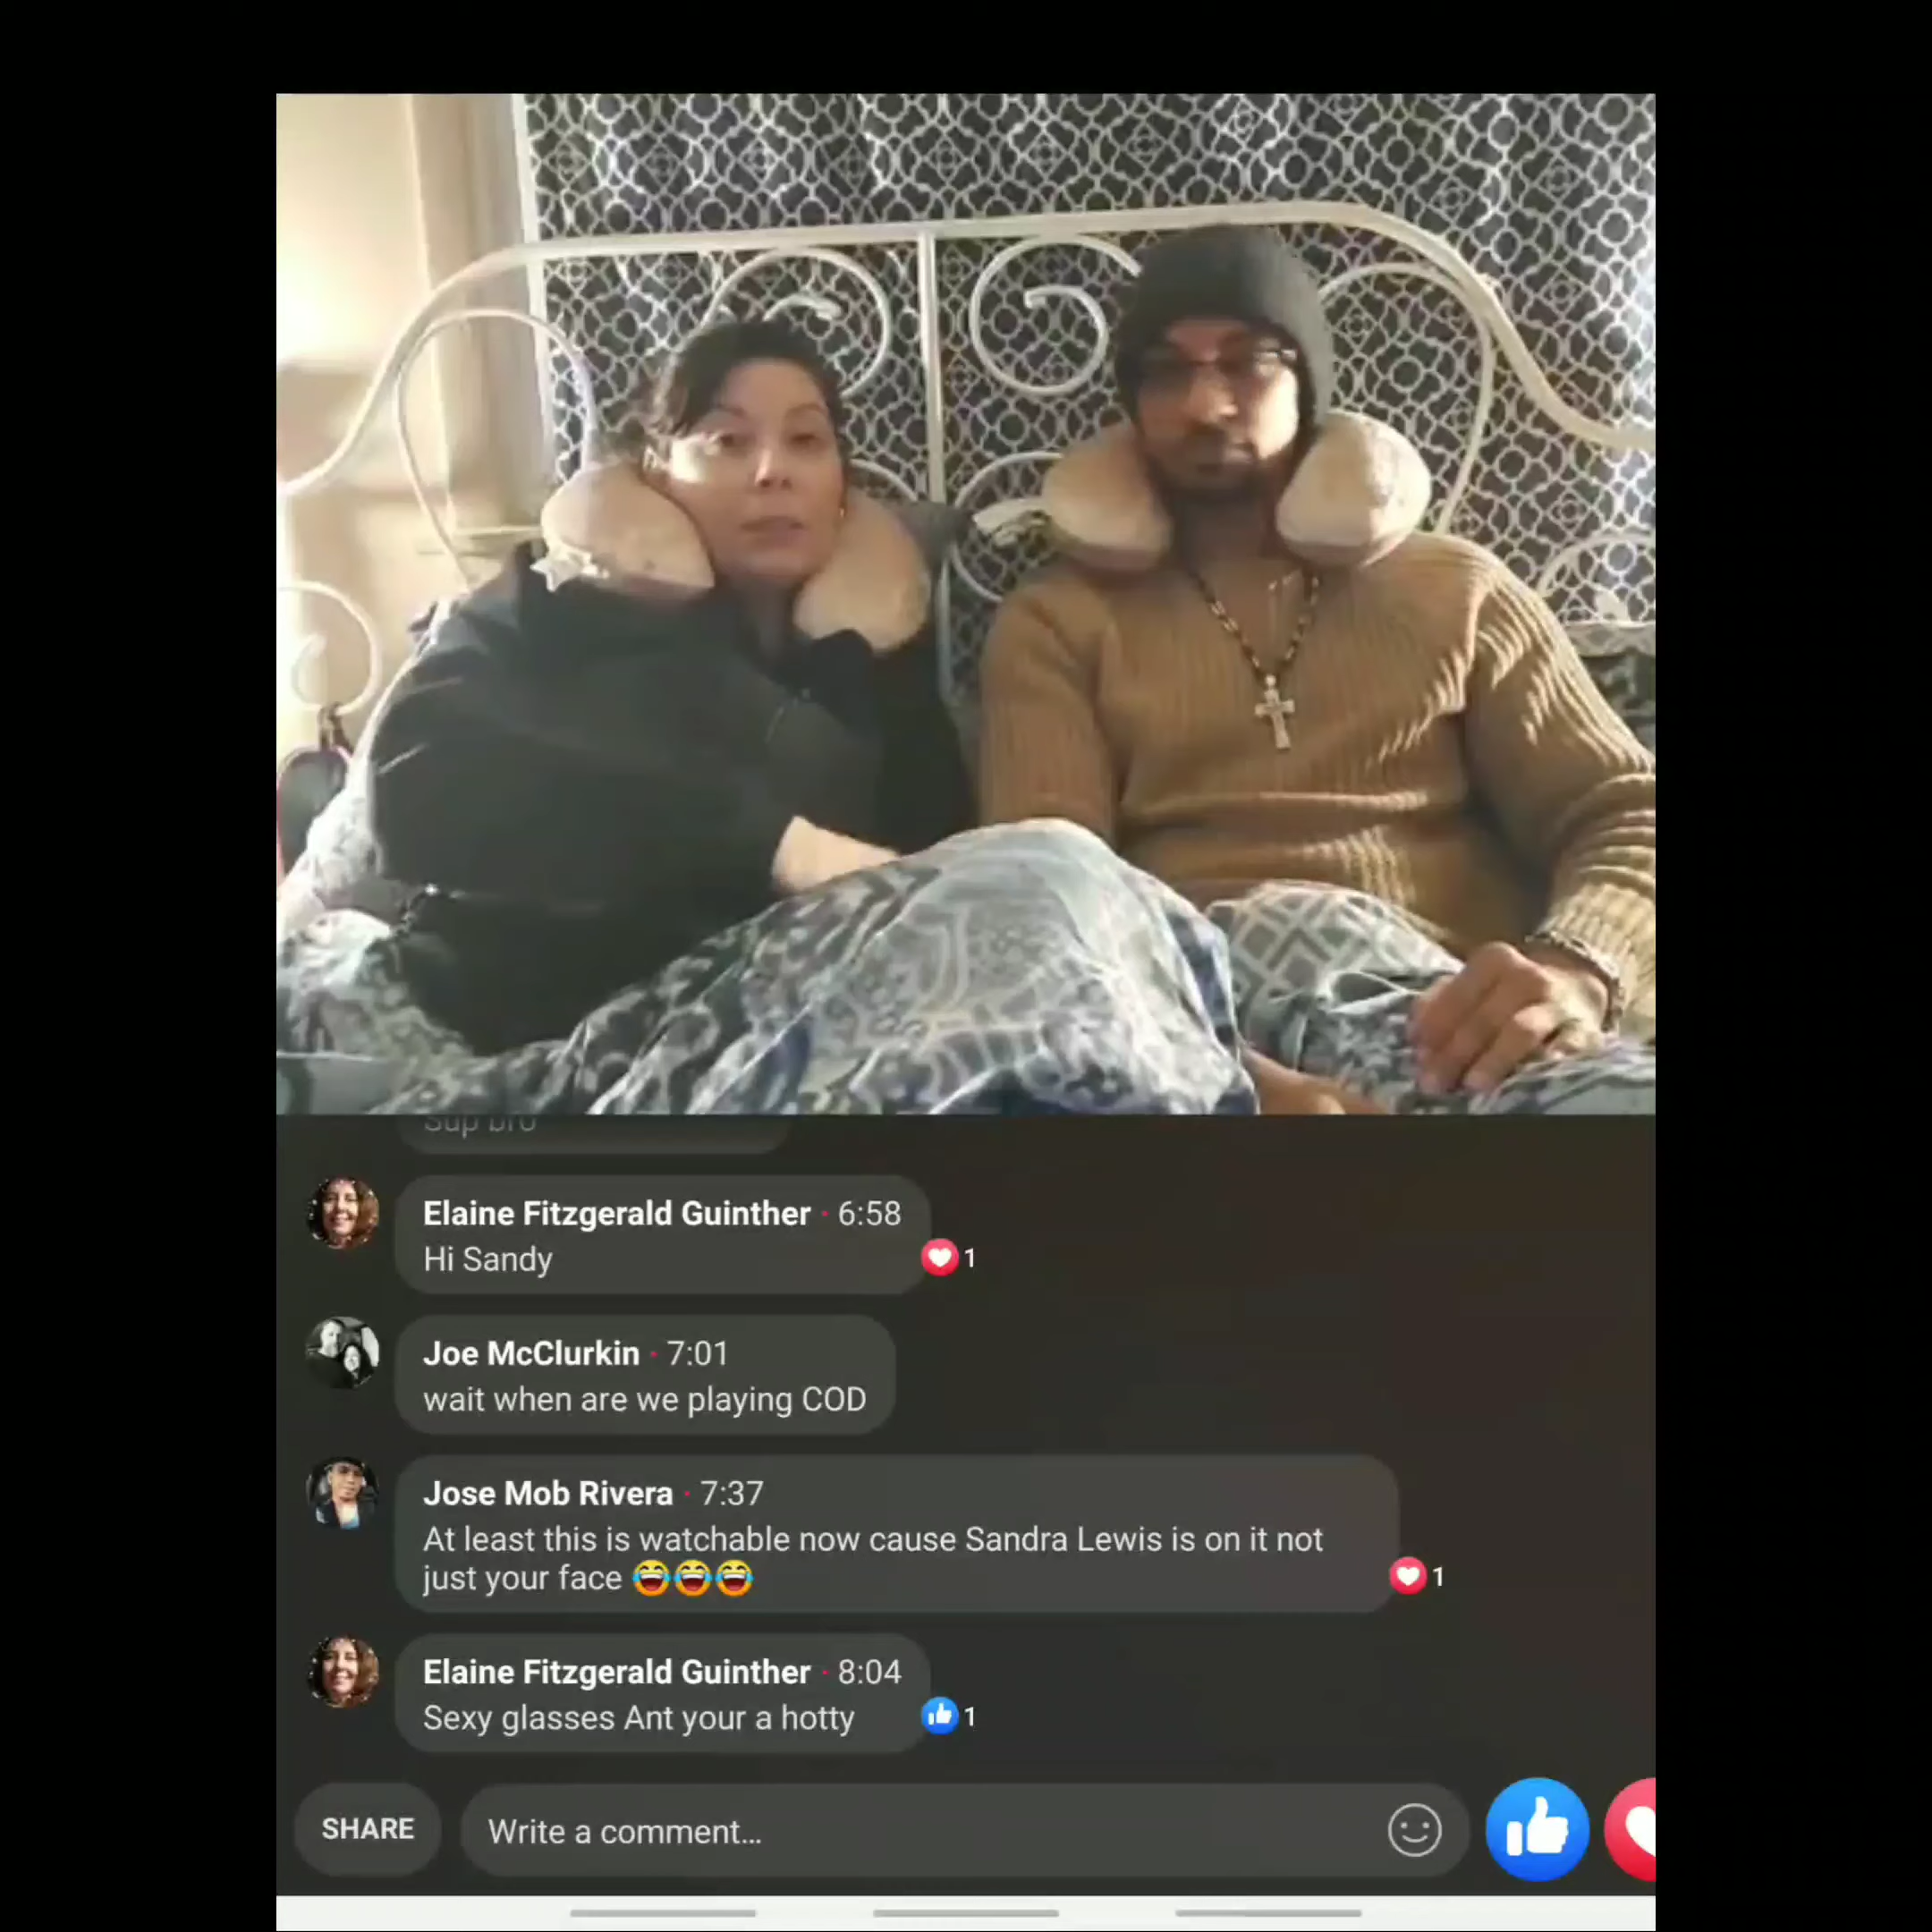 Sup bro
Elaine Fitzgerald Guinther · 6:58
Hi Sandy
1
Joe McClurkin · 7:01
wait when are we playing COD
Jose Mob Rivera · 7:37
At least this is watchable now cause Sandra Lewis is on it not
just your face 😂😂😂
1
Elaine Fitzgerald Guinther · 8:04
Sexy glasses Ant your a hotty
1
SHARE
Write a comment...